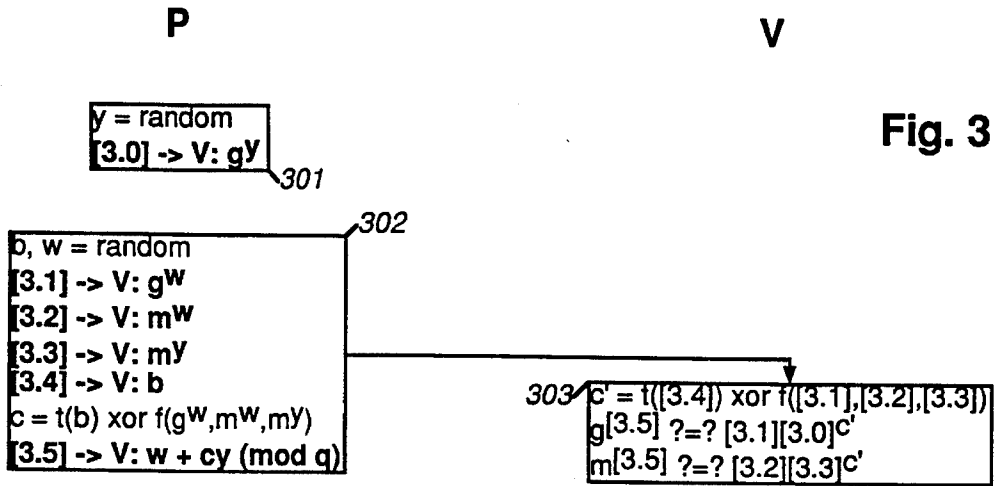 P
V
Fig. 3
y = random
[3.0] -> V: g^y
301
302
b, w = random
[3.1] -> V: g^w
[3.2] -> V: m^w
[3.3] -> V: m^y
[3.4] -> V: b
c = t(b) xor f(g^w,m^w,m^y)
[3.5] -> V: w + cy (mod q)
303
c' = t([3.4]) xor f([3.1],[3.2],[3.3])
g^[3.5] ?=? [3.1][3.0]^c'
m^[3.5] ?=? [3.2][3.3]^c'